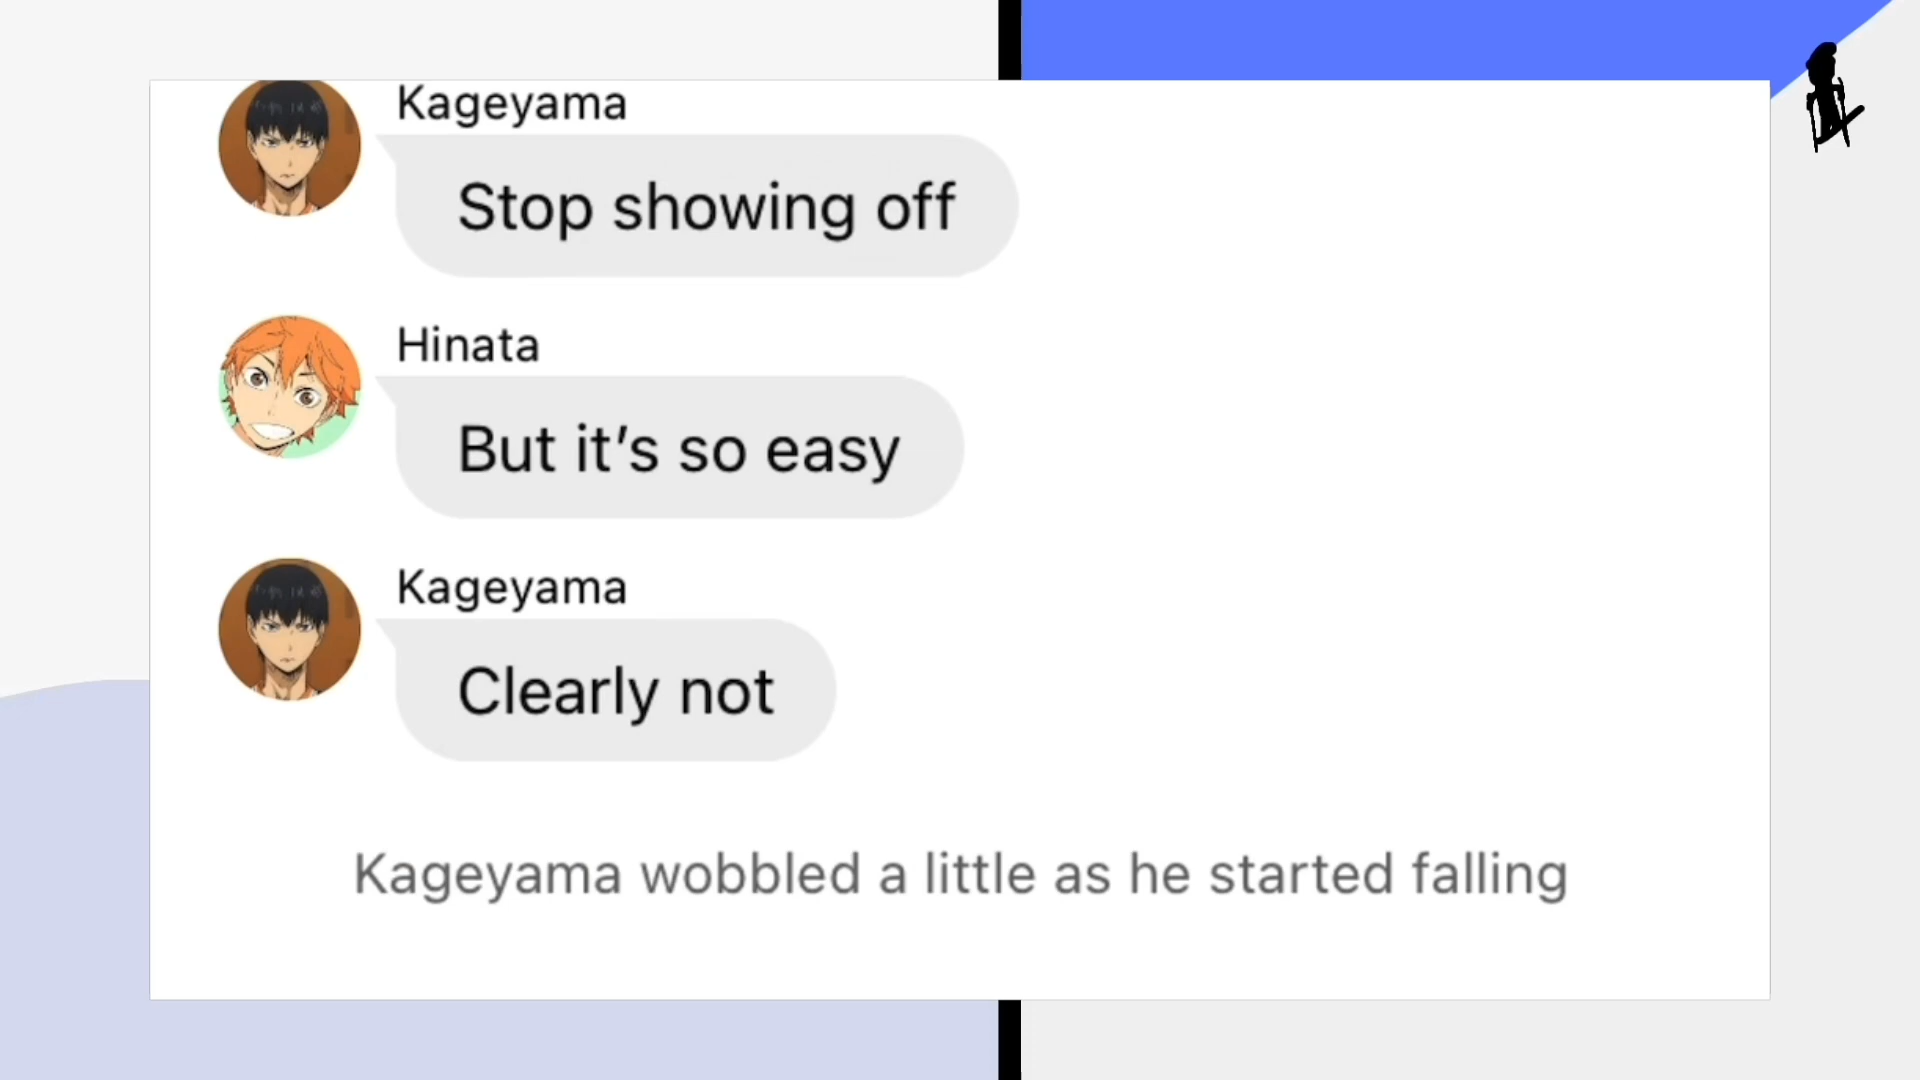 Kageyama
Stop showing off
Hinata
But it’s so easy
Kageyama
Clearly not
Kageyama wobbled a little as he started falling